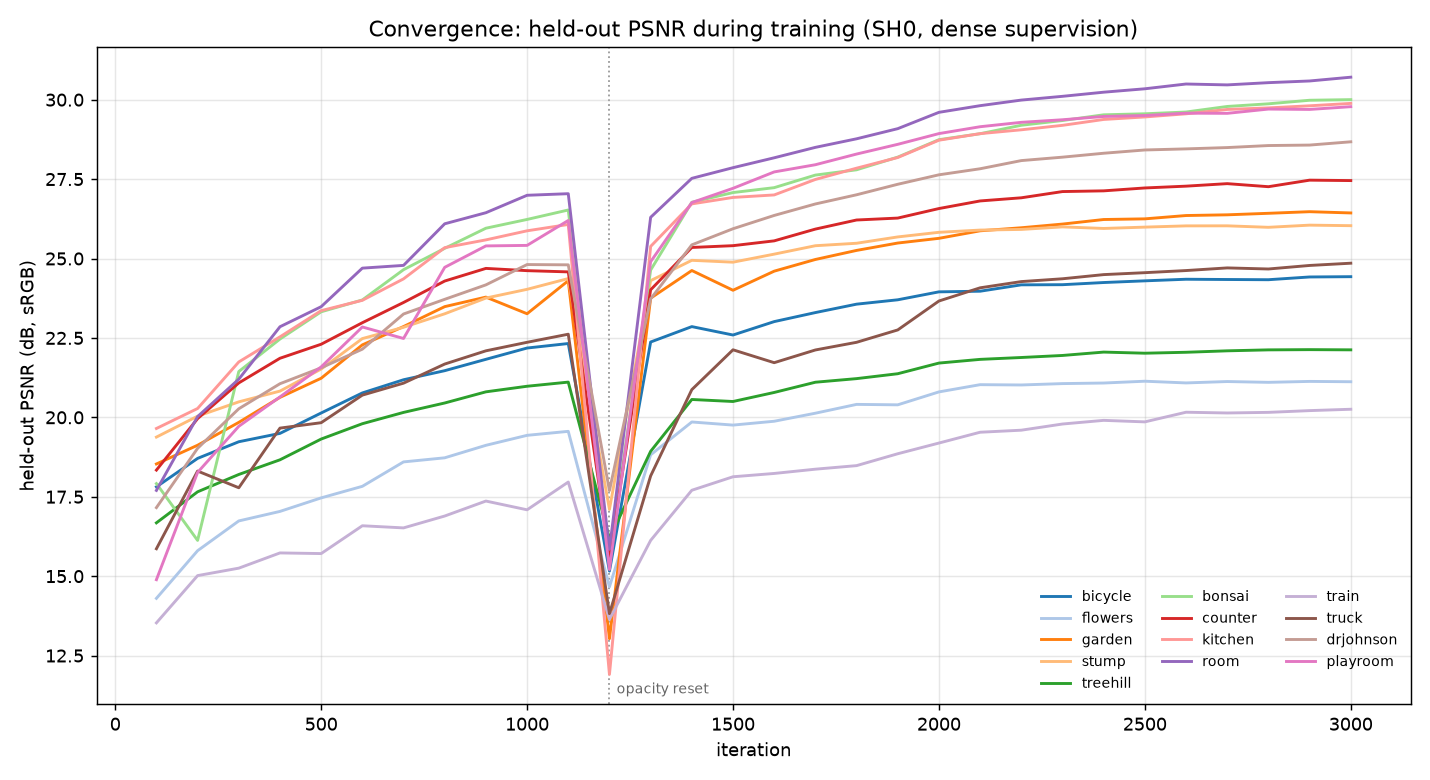 Convergence: held-out PSNR during training (SH0, dense supervision)
held-out PSNR (dB, sRGB)
30.0
27.5
25.0
22.5
20.0
17.5
15.0
12.5
opacity reset
bicycle
flowers
garden
stump
treehill
bonsai
counter
kitchen
room
train
truck
drjohnson
playroom
0 500 1000 1500 2000 2500 3000
iteration